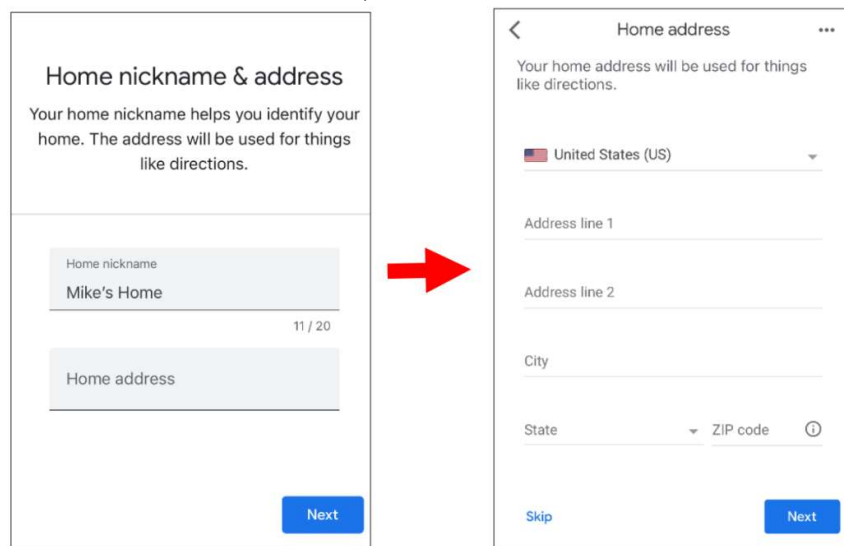 Home nickname & address
Your home nickname helps you identify your
home. The address will be used for things
like directions.
Home nickname
Mike's Home
11 / 20
Home address
Next
Home address
Your home address will be used for things
like directions.
United States (US)
Address line 1
Address line 2
City
State ZIP code
Skip Next